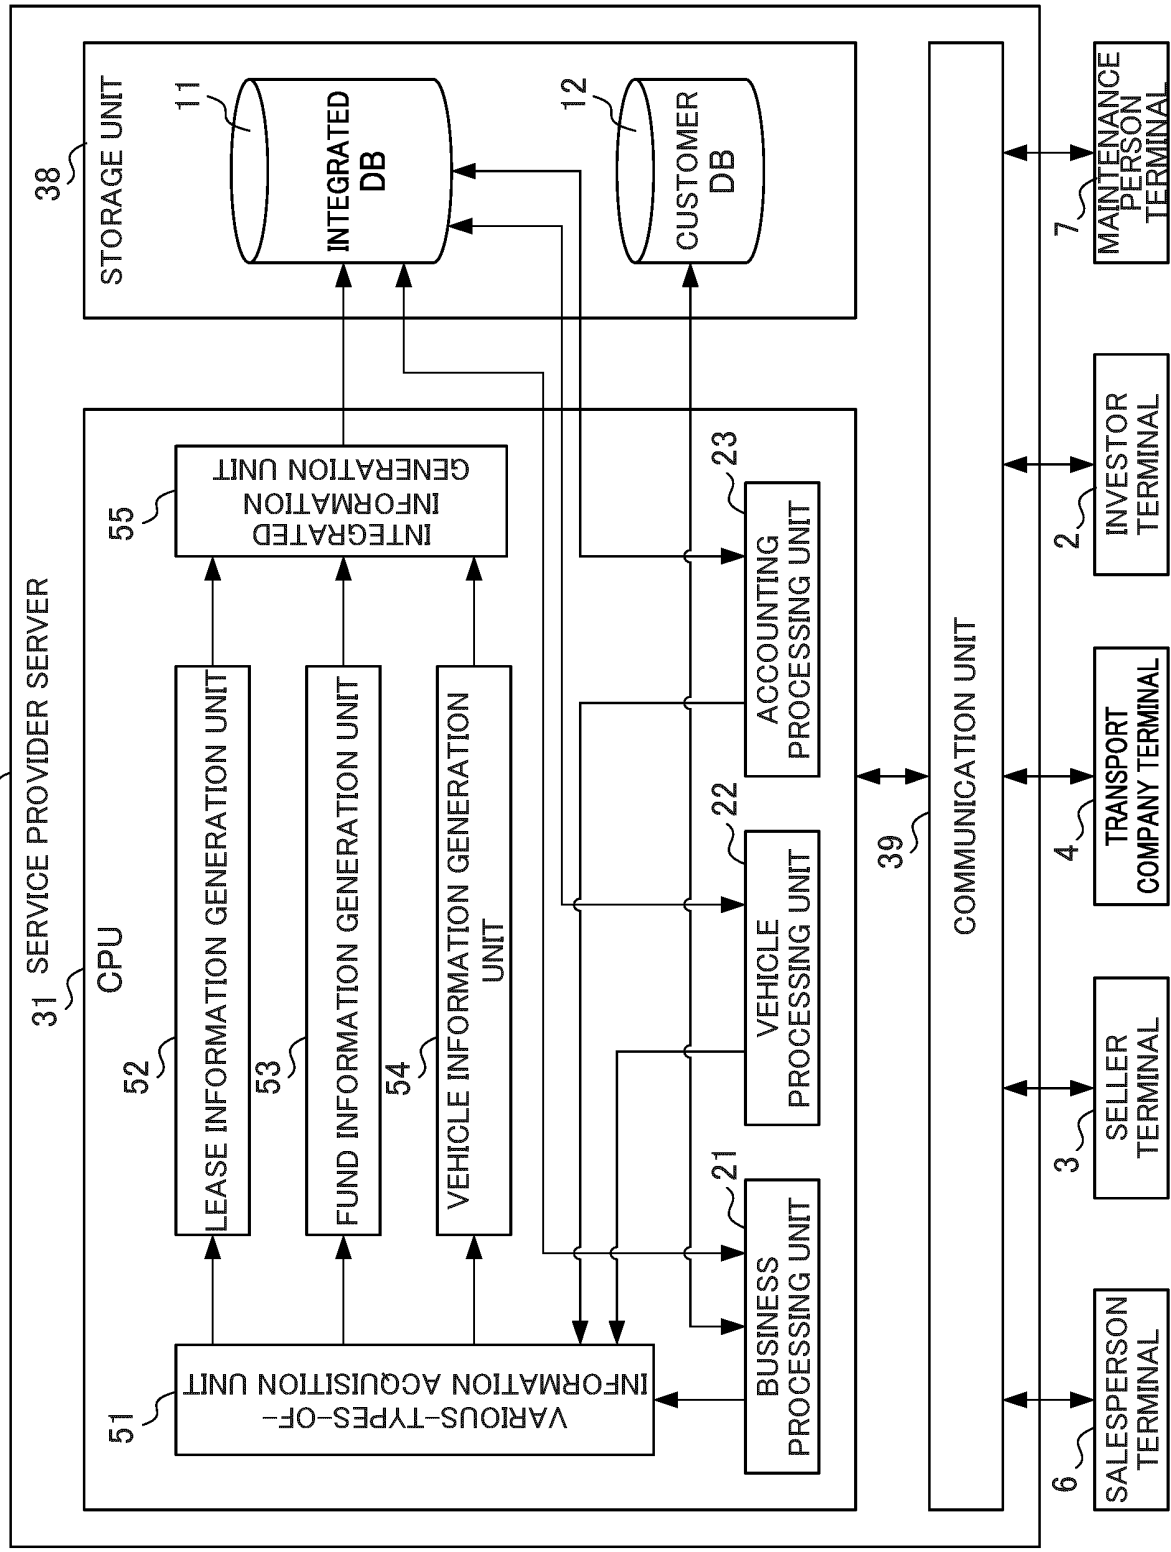 SERVICE PROVIDER SERVER
31
CPU
52
LEASE INFORMATION GENERATION UNIT
53
FUND INFORMATION GENERATION UNIT
54
VEHICLE INFORMATION GENERATION
UNIT
51
VARIOUS-TYPES-OF-
INFORMATION ACQUISITION UNIT
55
INTEGRATED
INFORMATION
GENERATION UNIT
21
BUSINESS
PROCESSING UNIT
22
VEHICLE
PROCESSING UNIT
23
ACCOUNTING
PROCESSING UNIT
38
STORAGE UNIT
11
INTEGRATED
DB
12
CUSTOMER
DB
39
COMMUNICATION UNIT
6
SALESPERSON
TERMINAL
3
SELLER
TERMINAL
4
TRANSPORT
COMPANY TERMINAL
2
INVESTOR
TERMINAL
7
MAINTENANCE
PERSON
TERMINAL